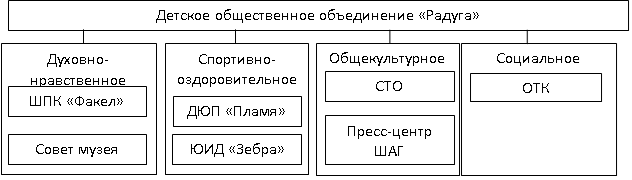 Детское общественное объединение «Радуга»
Духовно-
нравственное
ШПК «Факел»
Совет музея
Спортивно-
оздоровительное
ДЮП «Пламя»
ЮИД «Зебра»
Общекультурное
СТО
Пресс-центр
ШАГ
Социальное
ОТК